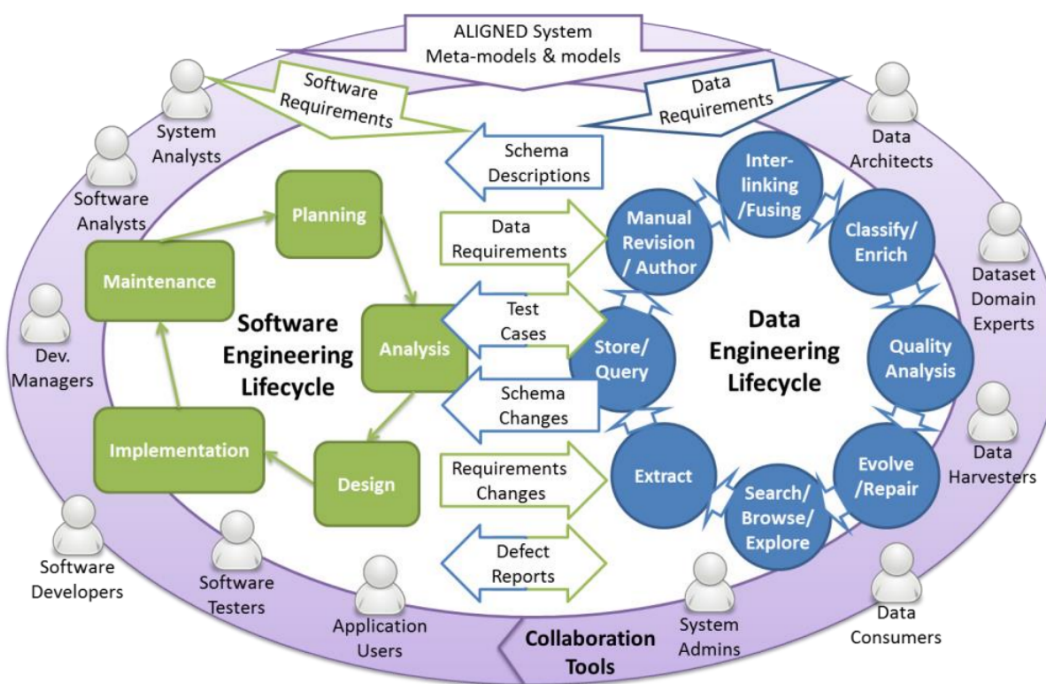 ALIGNED System
Meta-models & models
Software
Requirements
Data
Requirements
System
Analysts
Software
Analysts
Dev.
Managers
Software
Developers
Software
Testers
Application
Users
Planning
Maintenance
Analysis
Implementation
Design
Software
Engineering
Lifecycle
Schema
Descriptions
Data
Requirements
Test
Cases
Schema
Changes
Requirements
Changes
Defect
Reports
Inter-
linking
/Fusing
Manual
Revision
/ Author
Classify/
Enrich
Store/
Query
Quality
Analysis
Extract
Evolve
/Repair
Search/
Browse/
Explore
Data
Engineering
Lifecycle
Data
Architects
Dataset
Domain
Experts
Data
Harvesters
Data
Consumers
System
Admins
Collaboration
Tools